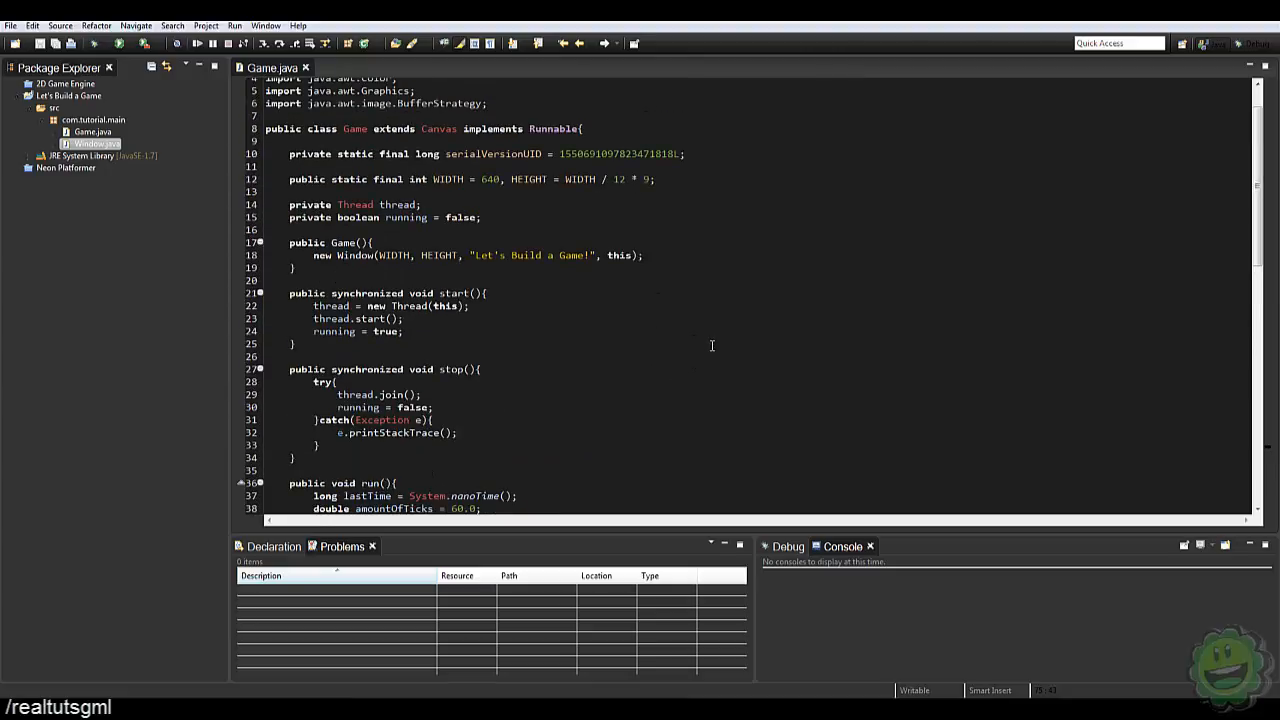 File Edit Source Refactor Navigate Search Project Run Window Help
Quick Access
Java Debug
Package Explorer
2D Game Engine
Let's Build a Game
src
com.tutorial.main
Game.java
Window.java
JRE System Library [JavaSE-1.7]
Neon Platformer
Game.java
4 import java.awt.Color;
5 import java.awt.Graphics;
6 import java.awt.image.BufferStrategy;
7
8 public class Game extends Canvas implements Runnable{
9
10 private static final long serialVersionUID = 1550691097823471818L;
11
12 public static final int WIDTH = 640, HEIGHT = WIDTH / 12 * 9;
13
14 private Thread thread;
15 private boolean running = false;
16
17 public Game(){
18 new Window(WIDTH, HEIGHT, "Let's Build a Game!", this);
19 }
20
21 public synchronized void start(){
22 thread = new Thread(this);
23 thread.start();
24 running = true;
25 }
26
27 public synchronized void stop(){
28 try{
29 thread.join();
30 running = false;
31 }catch(Exception e){
32 e.printStackTrace();
33 }
34 }
35
36 public void run(){
37 long lastTime = System.nanoTime();
38 double amountOfTicks = 60.0;
Declaration Problems
0 items
Description Resource Path Location Type
Debug Console
No consoles to display at this time.
Writable Smart Insert 75 : 43
/realtutsgml